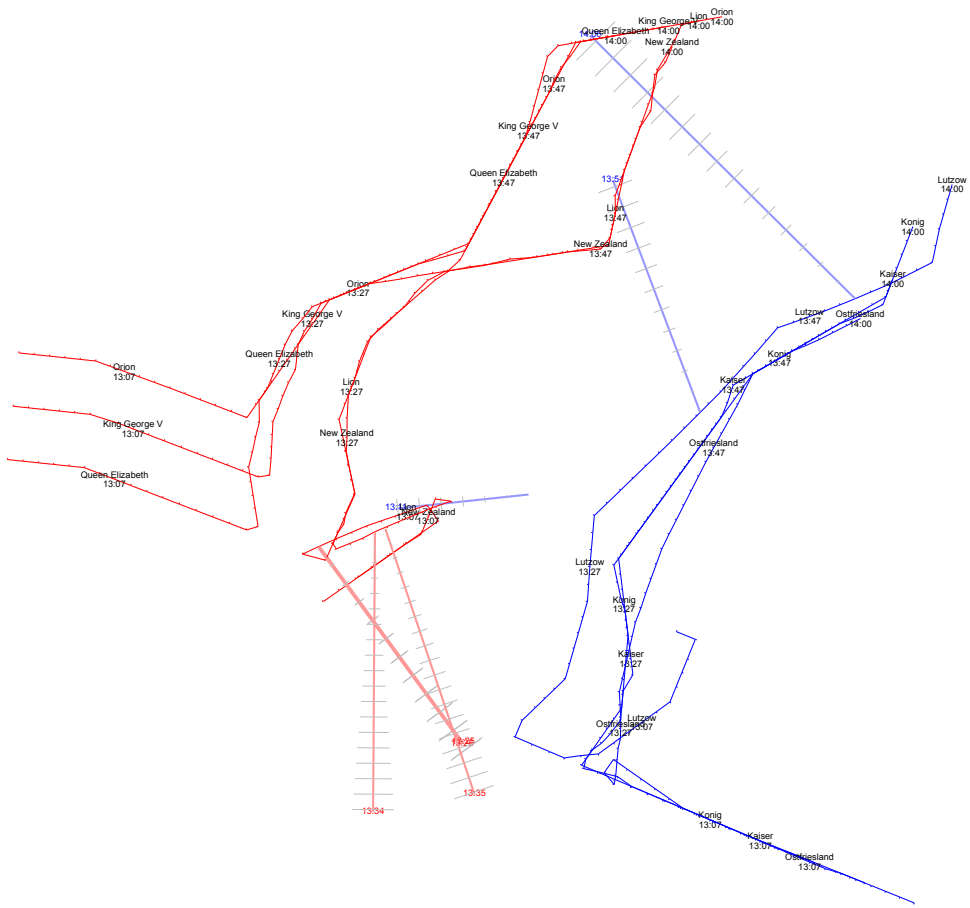 Orion
14:00
Lion
14:00
King George V
14:00
Queen Elizabeth
14:00
New Zealand
14:00
Orion
13:47
King George V
13:47
Queen Elizabeth
13:47
13:5
Lutzow
14:00
Lion
13:47
Konig
14:00
New Zealand
13:47
Kaiser
14:00
Orion
13:27
King George V
13:27
Lutzow
13:47
Ostfriesland
14:00
Queen Elizabeth
13:27
Konig
13:47
Orion
13:07
Lion
13:27
Kaiser
13:47
King George V
13:07
New Zealand
13:27
Ostfriesland
13:47
Queen Elizabeth
13:07
Lion
13:07
New Zealand
13:07
Lutzow
13:27
Konig
13:27
Kaiser
13:27
Ostfriesland
13:27
Lutzow
13:07
13:35
13:34
Konig
13:07
Kaiser
13:07
Ostfriesland
13:07